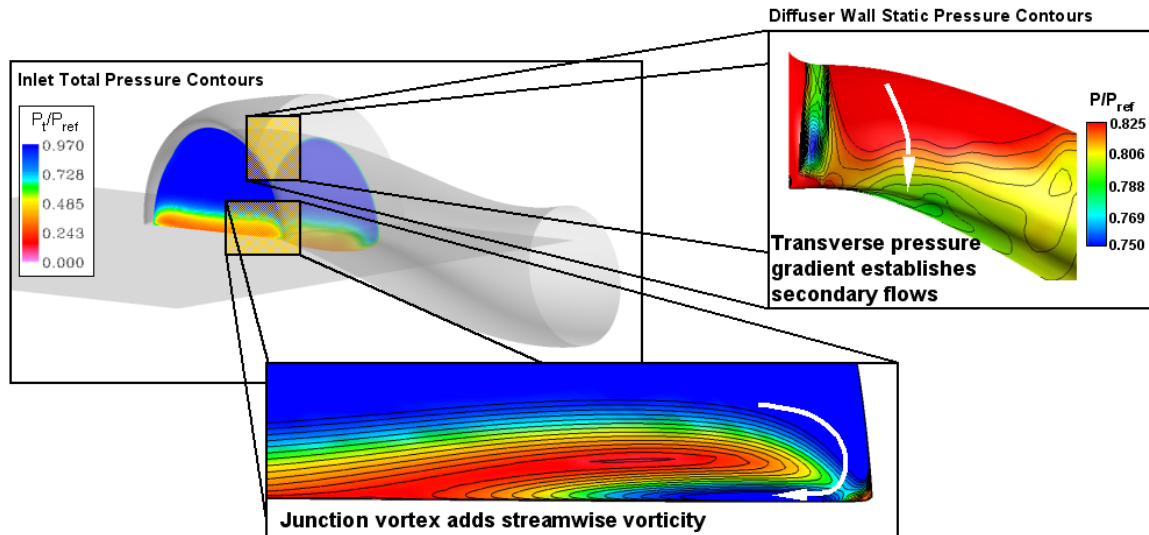 Diffuser Wall Static Pressure Contours
Inlet Total Pressure Contours
Pt/Pref
0.970
0.728
0.485
0.243
0.000
P/Pref
0.825
0.806
0.788
0.769
0.750
Transverse pressure
gradient establishes
secondary flows
Junction vortex adds streamwise vorticity